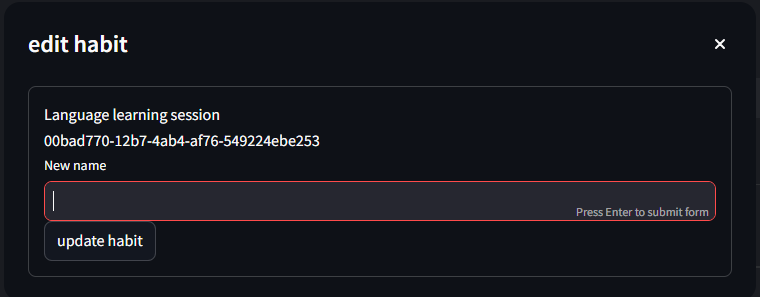 edit habit
Language learning session
00bad770-12b7-4ab4-af76-549224ebe253
New name
Press Enter to submit form
update habit